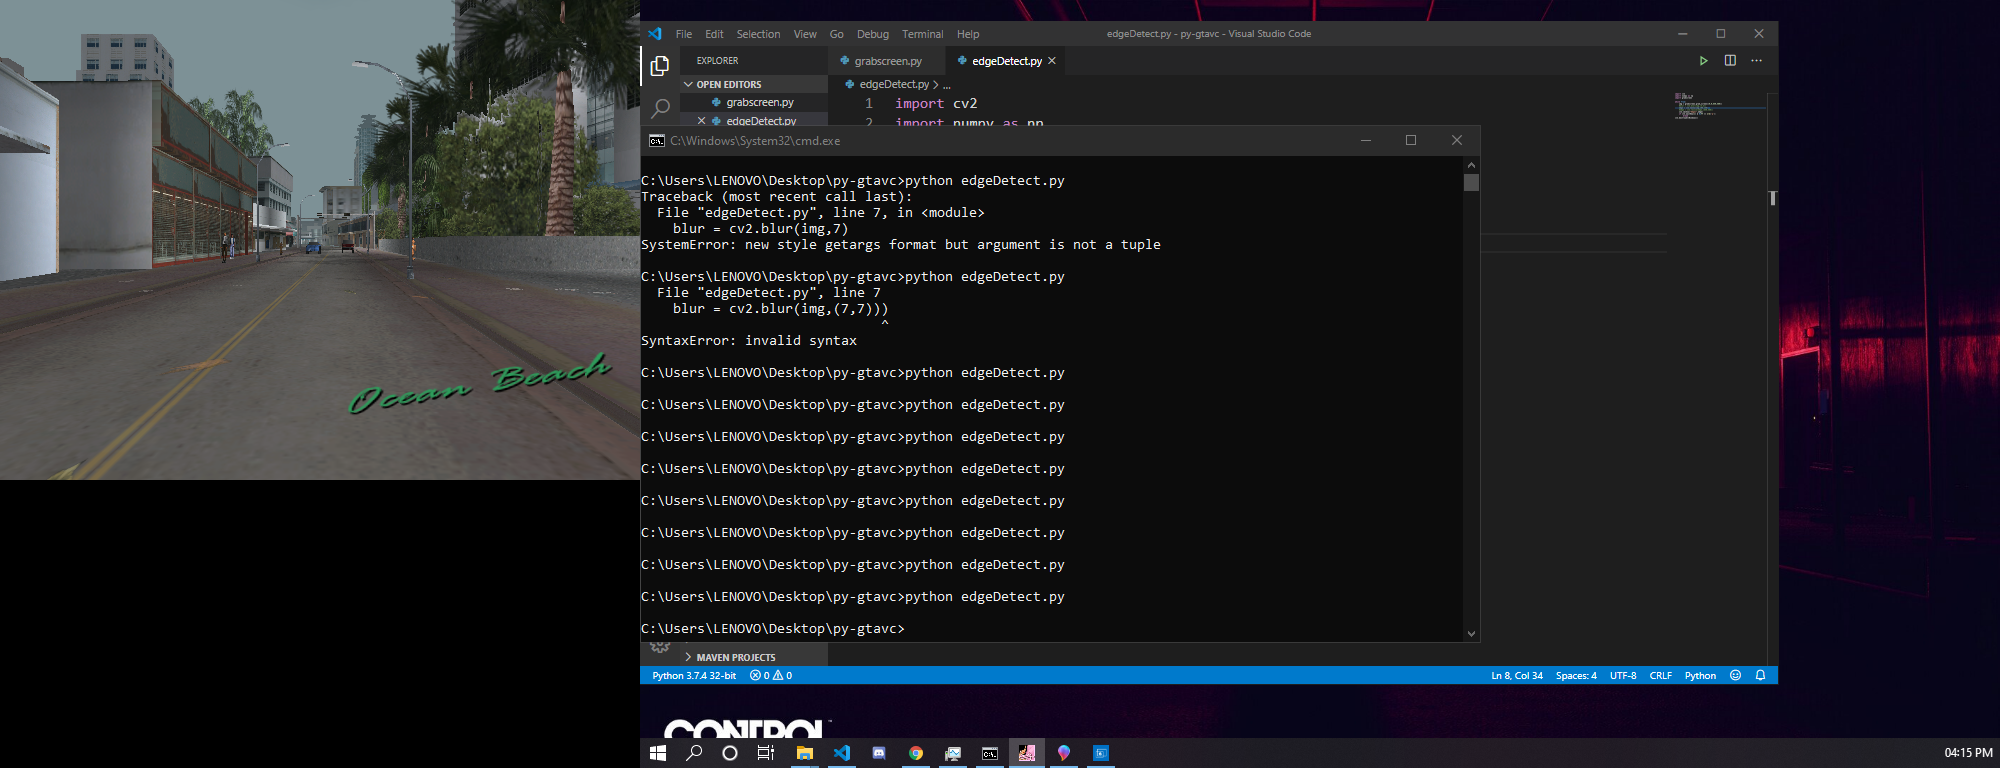 Ocean Beach
File Edit Selection View Go Debug Terminal Help
edgeDetect.py - py-gtavc - Visual Studio Code
EXPLORER
grabscreen.py
edgeDetect.py
OPEN EDITORS
edgeDetect.py > ...
grabscreen.py
1 import cv2
edgeDetect.py
2 import numpy as np
C:\Windows\System32\cmd.exe
C:\Users\LENOVO\Desktop\py-gtavc>python edgeDetect.py
Traceback (most recent call last):
File "edgeDetect.py", line 7, in <module>
blur = cv2.blur(img,7)
SystemError: new style getargs format but argument is not a tuple
C:\Users\LENOVO\Desktop\py-gtavc>python edgeDetect.py
File "edgeDetect.py", line 7
blur = cv2.blur(img,(7,7)))
^
SyntaxError: invalid syntax
C:\Users\LENOVO\Desktop\py-gtavc>python edgeDetect.py
C:\Users\LENOVO\Desktop\py-gtavc>python edgeDetect.py
C:\Users\LENOVO\Desktop\py-gtavc>python edgeDetect.py
C:\Users\LENOVO\Desktop\py-gtavc>python edgeDetect.py
C:\Users\LENOVO\Desktop\py-gtavc>python edgeDetect.py
C:\Users\LENOVO\Desktop\py-gtavc>python edgeDetect.py
C:\Users\LENOVO\Desktop\py-gtavc>python edgeDetect.py
C:\Users\LENOVO\Desktop\py-gtavc>python edgeDetect.py
C:\Users\LENOVO\Desktop\py-gtavc>
MAVEN PROJECTS
Python 3.7.4 32-bit 0 0
Ln 8, Col 34 Spaces: 4 UTF-8 CRLF Python
CONTROL™
04:15 PM